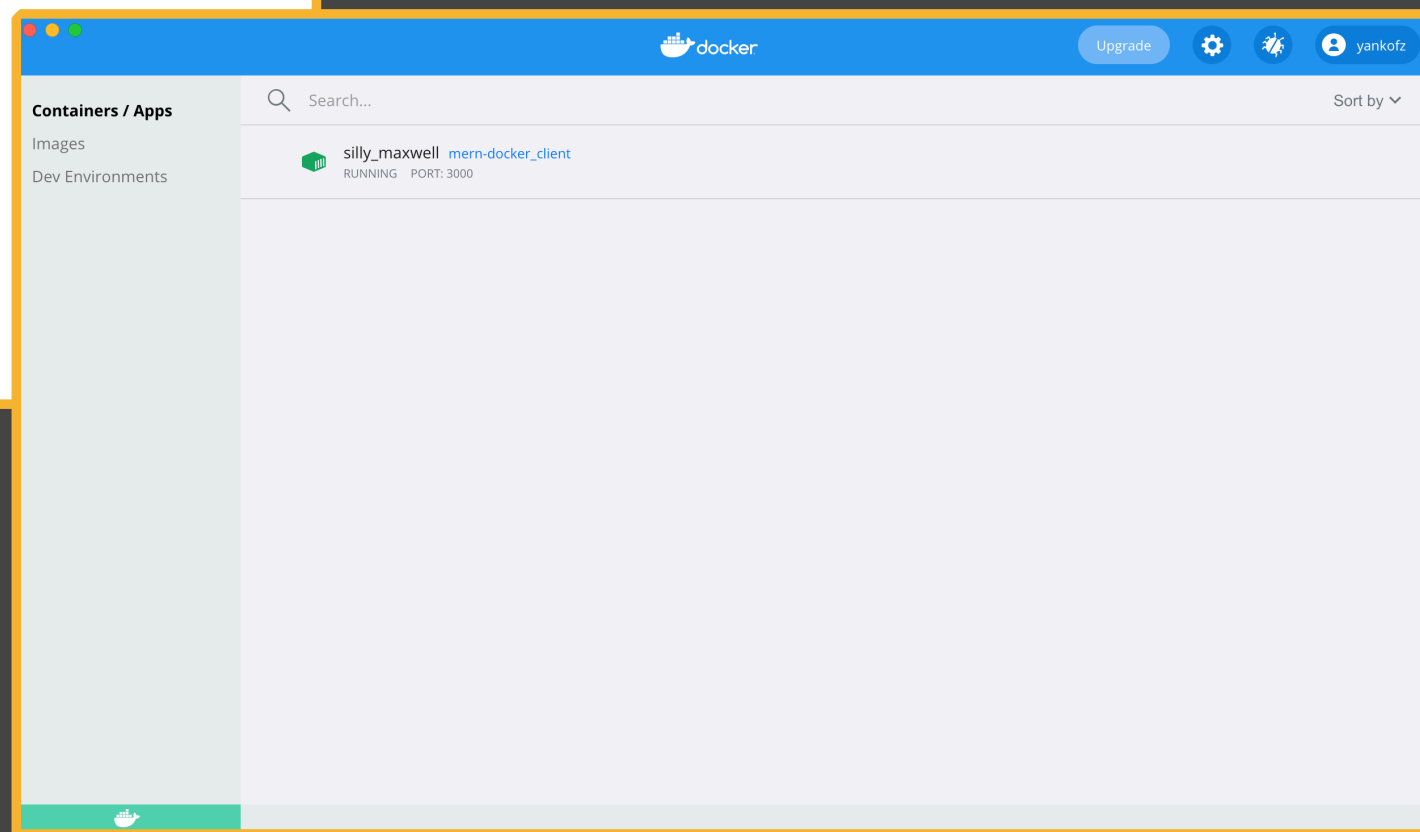 docker
Upgrade
yankofz
Containers / Apps
Images
Dev Environments
Search...
Sort by
silly_maxwell mern-docker_client
RUNNING PORT: 3000